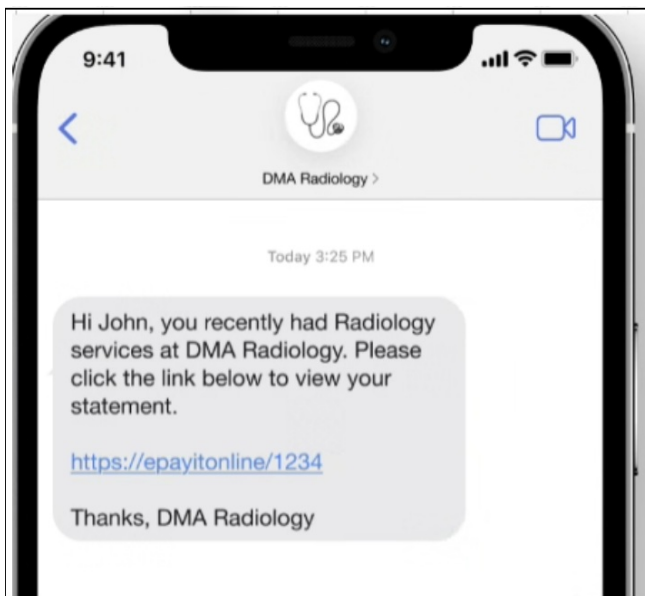 9:41
DMA Radiology >
Today 3:25 PM
Hi John, you recently had Radiology
services at DMA Radiology. Please
click the link below to view your
statement.
https://epayitonline/1234
Thanks, DMA Radiology